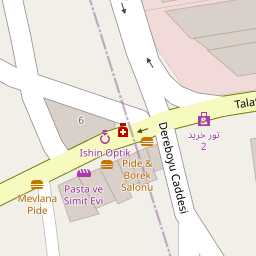 Talat
6
تور خرید
2
Ishin Optik
Pide &
Börek
Salonu
Dereboyu Caddesi
Pasta ve
Simit Evi
Mevlana
Pide